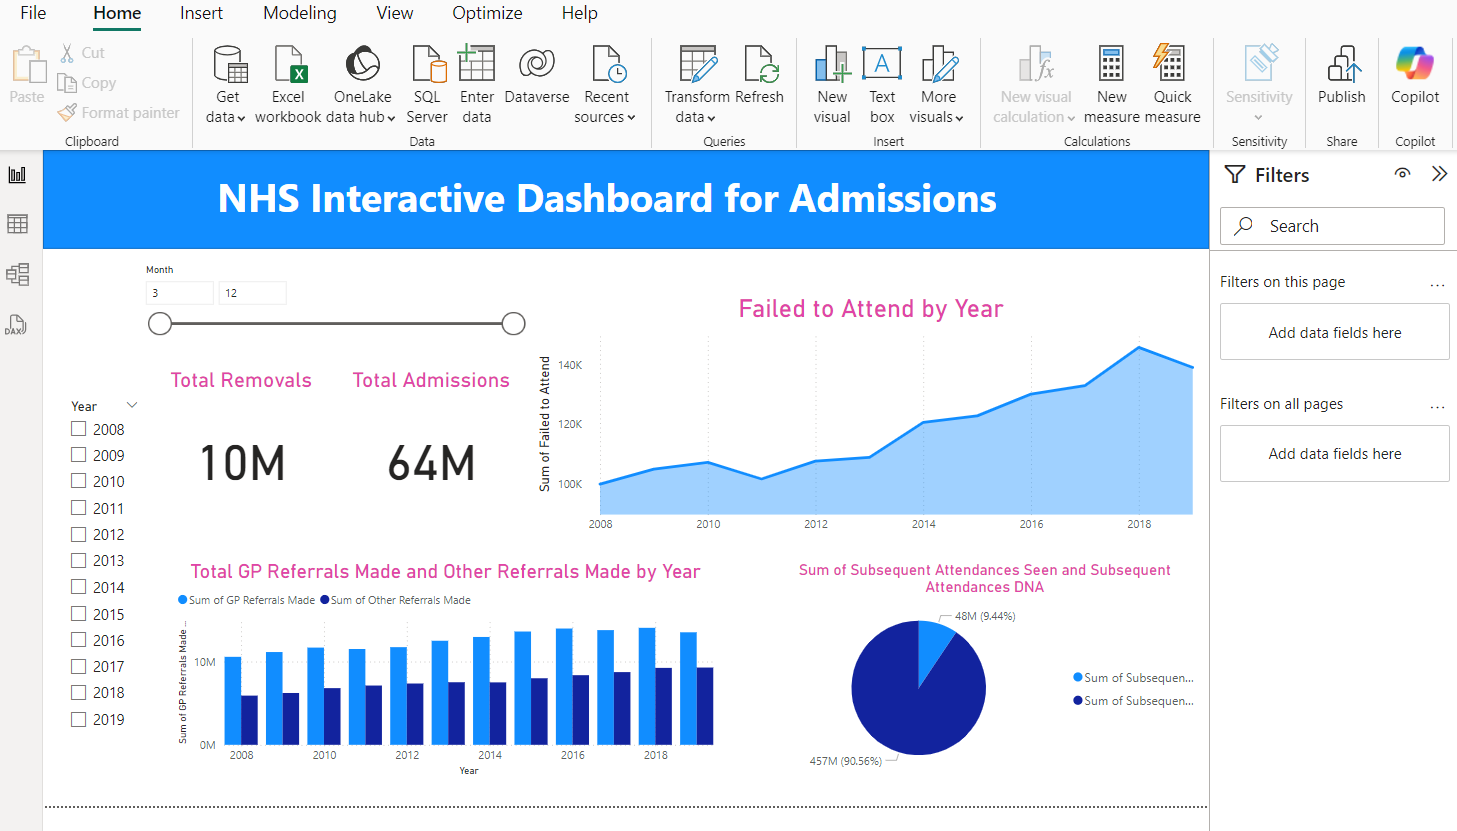 File Home Insert Modeling View Optimize Help
Paste
Cut
Copy
Format painter
Clipboard
Get data
Excel workbook
OneLake data hub
SQL Server
Enter data
Dataverse
Recent sources
Data
Transform data
Refresh
Queries
New visual
Text box
More visuals
Insert
New visual calculation
New measure
Quick measure
Calculations
Sensitivity
Sensitivity
Publish
Share
Copilot
Copilot
DAX
NHS Interactive Dashboard for Admissions
Month
3 12
Year
2008
2009
2010
2011
2012
2013
2014
2015
2016
2017
2018
2019
Total Removals
10M
Total Admissions
64M
Failed to Attend by Year
Sum of Failed to Attend
140K
120K
100K
2008 2010 2012 2014 2016 2018
Total GP Referrals Made and Other Referrals Made by Year
Sum of GP Referrals Made Sum of Other Referrals Made
Sum of GP Referrals Made ...
10M
0M
2008 2010 2012 2014 2016 2018
Year
Sum of Subsequent Attendances Seen and Subsequent
Attendances DNA
48M (9.44%)
457M (90.56%)
Sum of Subsequen...
Sum of Subsequen...
Filters
Search
Filters on this page ...
Add data fields here
Filters on all pages ...
Add data fields here